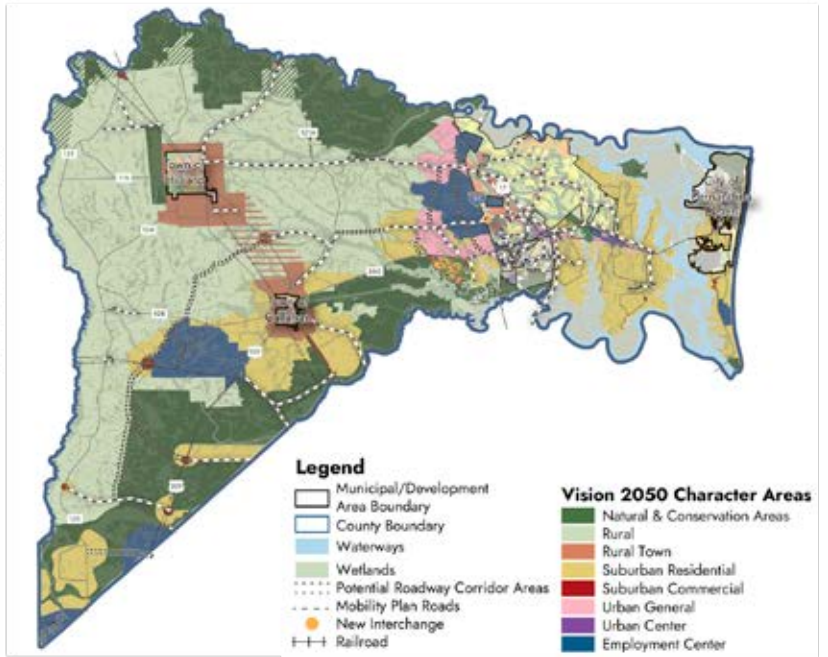 Legend
Municipal/Development
Area Boundary
County Boundary
Waterways
Wetlands
Potential Roadway Corridor Areas
Mobility Plan Roads
New Interchange
Railroad
Vision 2050 Character Areas
Natural & Conservation Areas
Rural
Rural Town
Suburban Residential
Suburban Commercial
Urban General
Urban Center
Employment Center